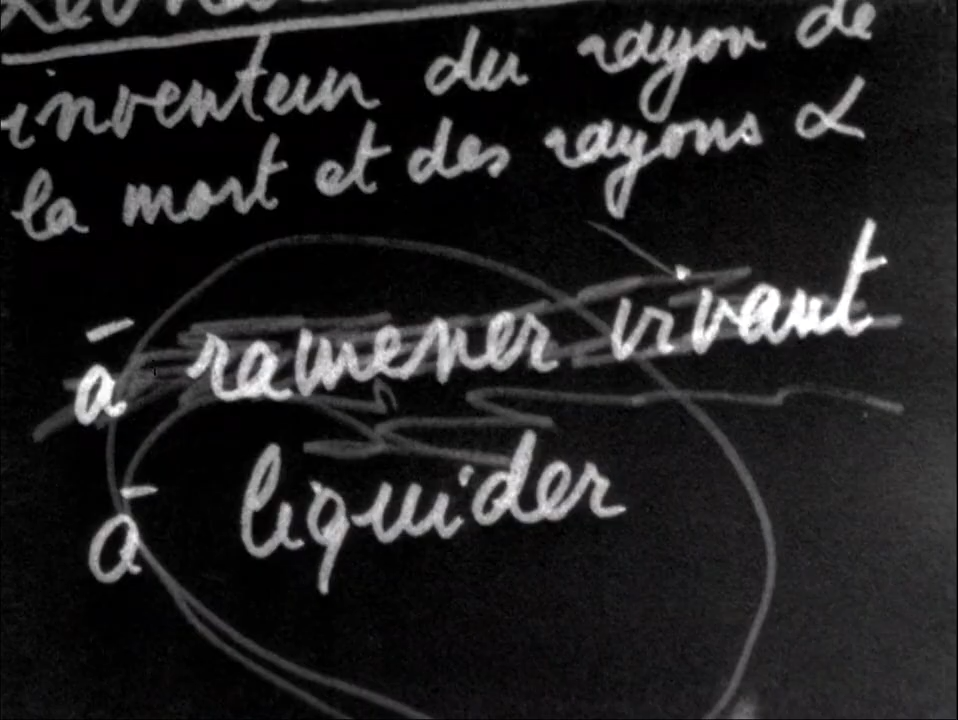 inventeur du rayon de
la mort et des rayons α
à ramener vivant
à liquider